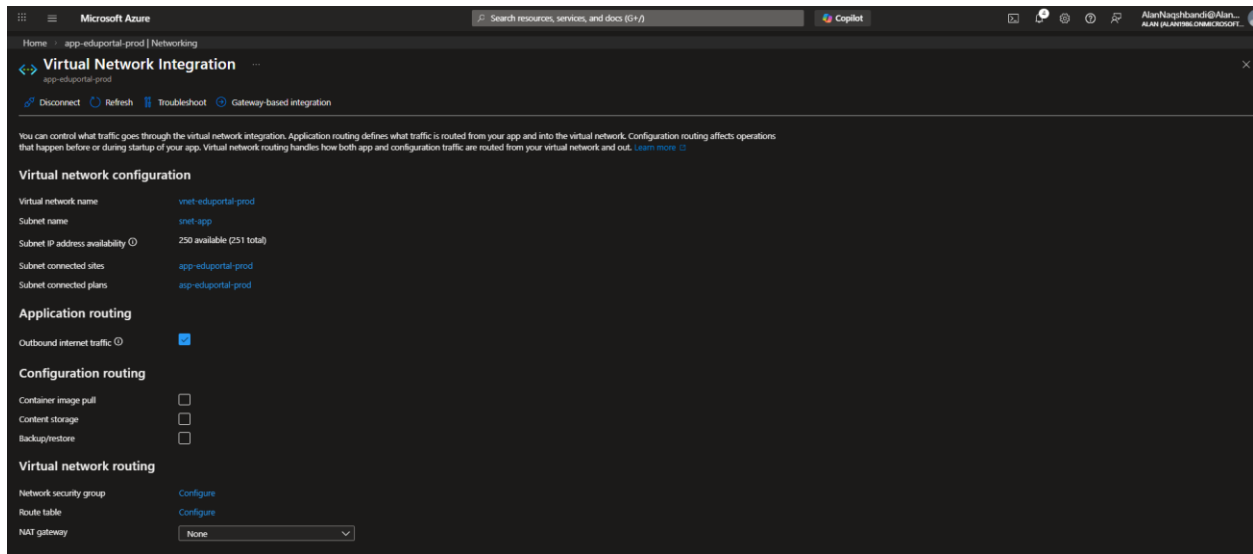 Microsoft Azure
Search resources, services, and docs (G+/)
Copilot
AlanNaqshbandi@Alan...
ALAN (ALAN1986.ONMICROSOFT....
Home > app-eduportal-prod | Networking
Virtual Network Integration ...
app-eduportal-prod
Disconnect Refresh Troubleshoot Gateway-based integration
You can control what traffic goes through the virtual network integration. Application routing defines what traffic is routed from your app and into the virtual network. Configuration routing affects operations
that happen before or during startup of your app. Virtual network routing handles how both app and configuration traffic are routed from your virtual network and out. Learn more
Virtual network configuration
Virtual network name vnet-eduportal-prod
Subnet name snet-app
Subnet IP address availability 250 available (251 total)
Subnet connected sites app-eduportal-prod
Subnet connected plans asp-eduportal-prod
Application routing
Outbound internet traffic
Configuration routing
Container image pull
Content storage
Backup/restore
Virtual network routing
Network security group Configure
Route table Configure
NAT gateway None